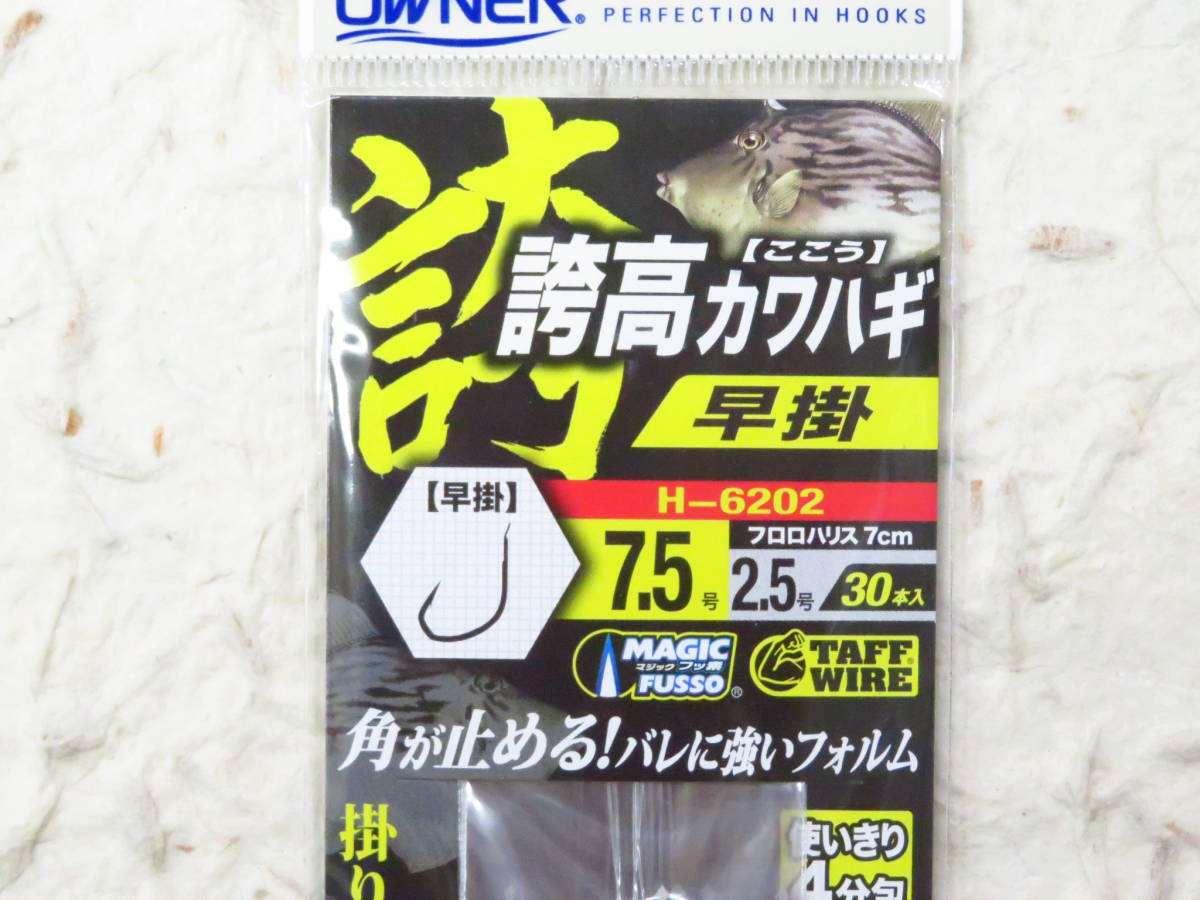 OWNER®
PERFECTION IN HOOKS
誇
【ここう】
誇高カワハギ
早掛
【早掛】
H-6202
7.5号
フロロハリス 7cm
2.5号
30本入
MAGIC
マジック フッ素
FUSSO®
TAFF®
WIRE
角が止める!バレに強いフォルム
掛り
使いきり
4分包